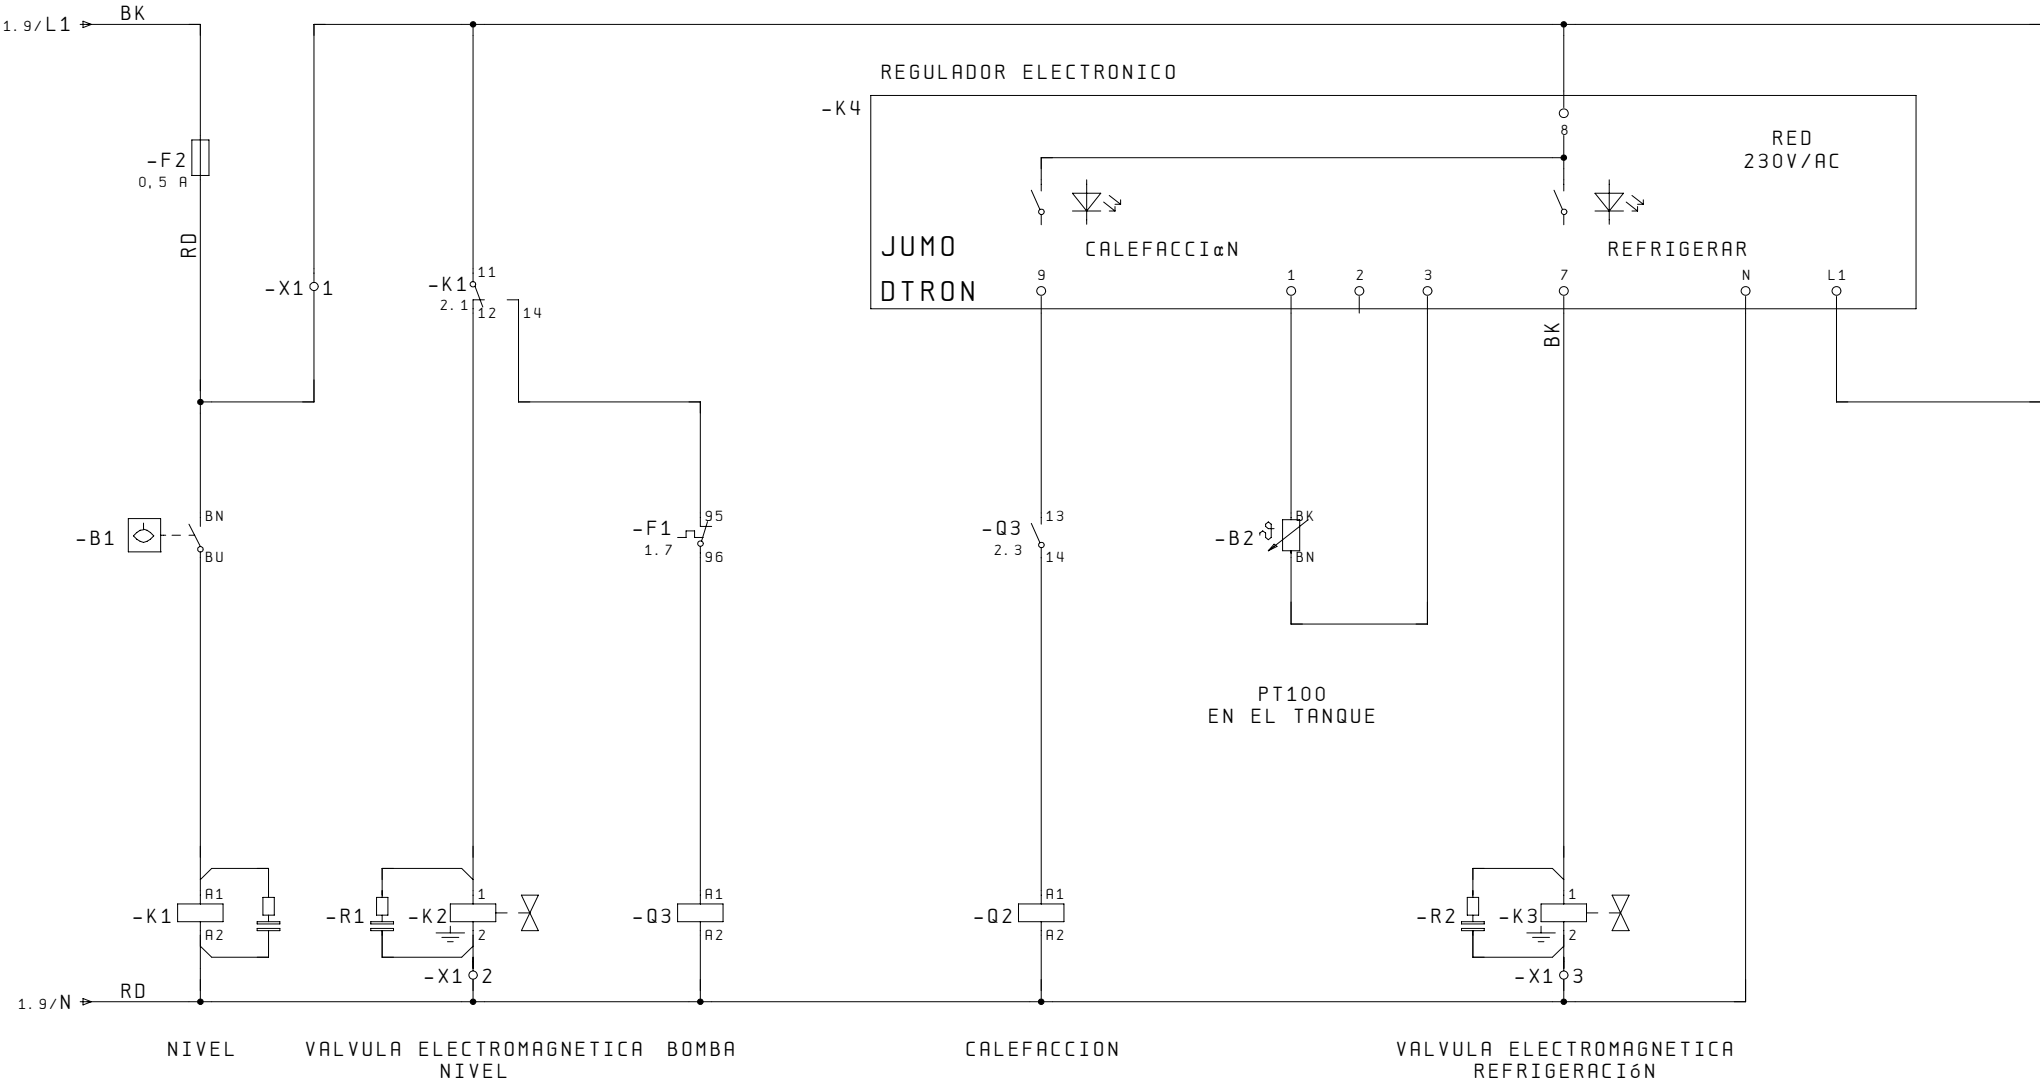 1.9/L1
BK
REGULADOR ELECTRONICO
-K4
8
RED
230V/AC
-F2
0,5 A
RD
JUMO
DTRON
CALEFACCIαN
REFRIGERAR
9
1
2
3
7
N
L1
-X1 1
-K1
2.1
11
12
14
BK
-B1
BN
BU
-F1
1.7
95
96
-Q3
2.3
13
14
-B2
ϑ
BK
BN
PT100
EN EL TANQUE
-K1
A1
A2
-R1
-K2
1
2
-X1 2
-Q3
A1
A2
-Q2
A1
A2
-R2
-K3
1
2
-X1 3
1.9/N
RD
NIVEL
VALVULA ELECTROMAGNETICA
NIVEL
BOMBA
CALEFACCION
VALVULA ELECTROMAGNETICA
REFRIGERACIóN